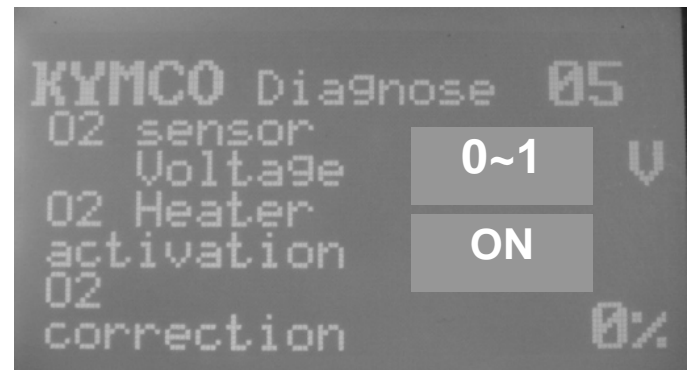 KYMCO Diagnose 05
O2 sensor
Voltage 0~1 V
O2 Heater
activation ON
O2
correction 0%